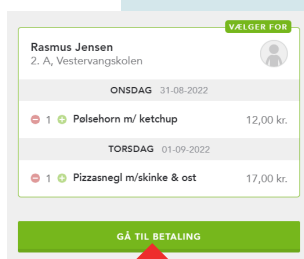 VÆLGER FOR
Rasmus Jensen
2. A, Vestervangskolen
ONSDAG 31-08-2022
1 Pølsehorn m/ ketchup 12,00 kr.
TORSDAG 01-09-2022
1 Pizzasnegl m/skinke & ost 17,00 kr.
GÅ TIL BETALING